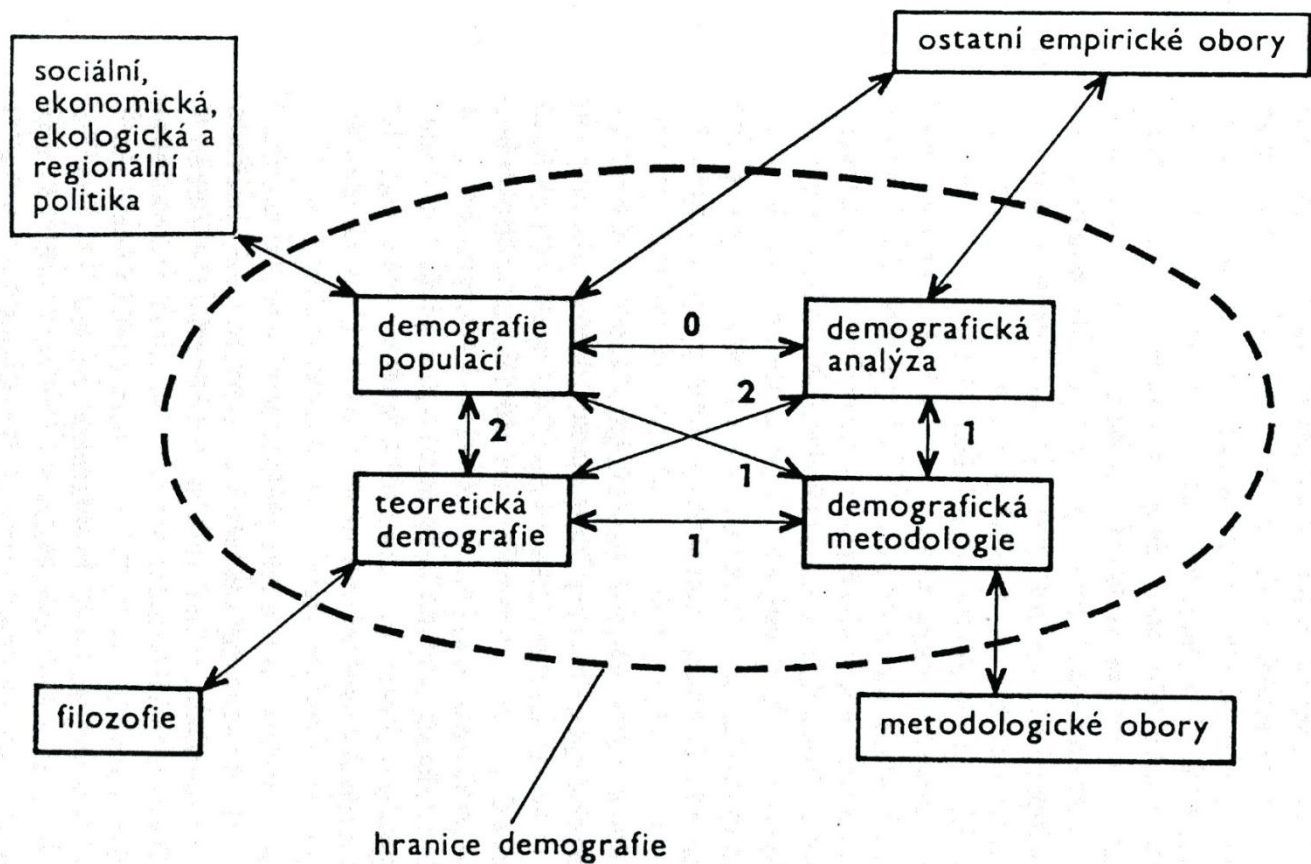 sociální,
ekonomická,
ekologická a
regionální
politika
ostatní empirické obory
demografie
populací
0
demografická
analýza
2
2
1
1
teoretická
demografie
1
demografická
metodologie
filozofie
metodologické obory
hranice demografie